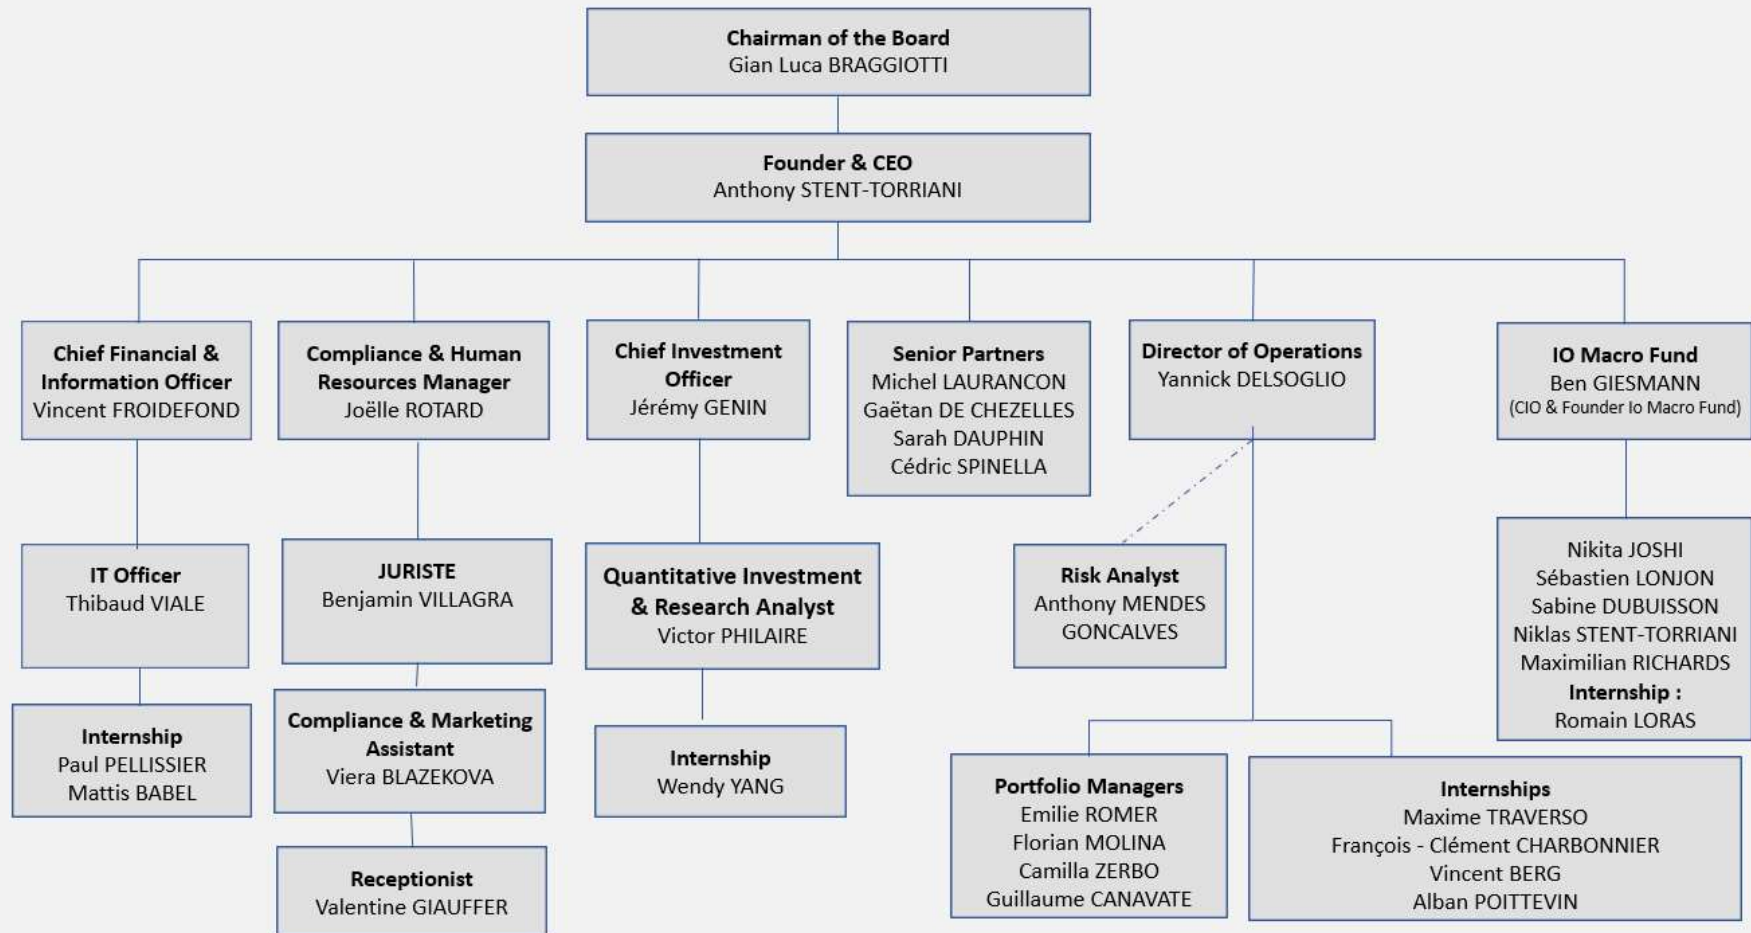 Chairman of the Board
Gian Luca BRAGGIOTTI
Founder & CEO
Anthony STENT-TORRIANI
Chief Financial &
Information Officer
Vincent FROIDEFOND
Compliance & Human
Resources Manager
Joëlle ROTARD
Chief Investment
Officer
Jérémy GENIN
Senior Partners
Michel LAURANCON
Gaëtan DE CHEZELLES
Sarah DAUPHIN
Cédric SPINELLA
Director of Operations
Yannick DELSOGLIO
IO Macro Fund
Ben GIESMANN
(CIO & Founder Io Macro Fund)
IT Officer
Thibaud VIALE
JURISTE
Benjamin VILLAGRA
Quantitative Investment
& Research Analyst
Victor PHILAIRE
Risk Analyst
Anthony MENDES
GONCALVES
Nikita JOSHI
Sébastien LONJON
Sabine DUBUISSON
Niklas STENT-TORRIANI
Maximilian RICHARDS
Internship :
Romain LORAS
Internship
Paul PELLISSIER
Mattis BABEL
Compliance & Marketing
Assistant
Viera BLAZEKOVA
Internship
Wendy YANG
Portfolio Managers
Emilie ROMER
Florian MOLINA
Camilla ZERBO
Guillaume CANAVATE
Internships
Maxime TRAVERSO
François - Clément CHARBONNIER
Vincent BERG
Alban POITTEVIN
Receptionist
Valentine GIAUFFER